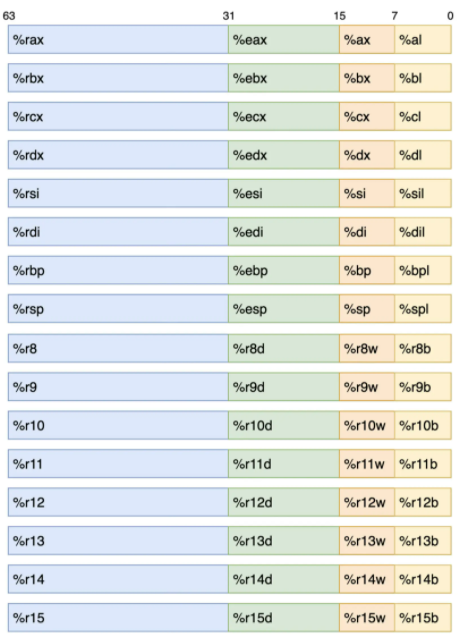 63 31 15 7 0
%rax %eax %ax %al
%rbx %ebx %bx %bl
%rcx %ecx %cx %cl
%rdx %edx %dx %dl
%rsi %esi %si %sil
%rdi %edi %di %dil
%rbp %ebp %bp %bpl
%rsp %esp %sp %spl
%r8 %r8d %r8w %r8b
%r9 %r9d %r9w %r9b
%r10 %r10d %r10w %r10b
%r11 %r11d %r11w %r11b
%r12 %r12d %r12w %r12b
%r13 %r13d %r13w %r13b
%r14 %r14d %r14w %r14b
%r15 %r15d %r15w %r15b